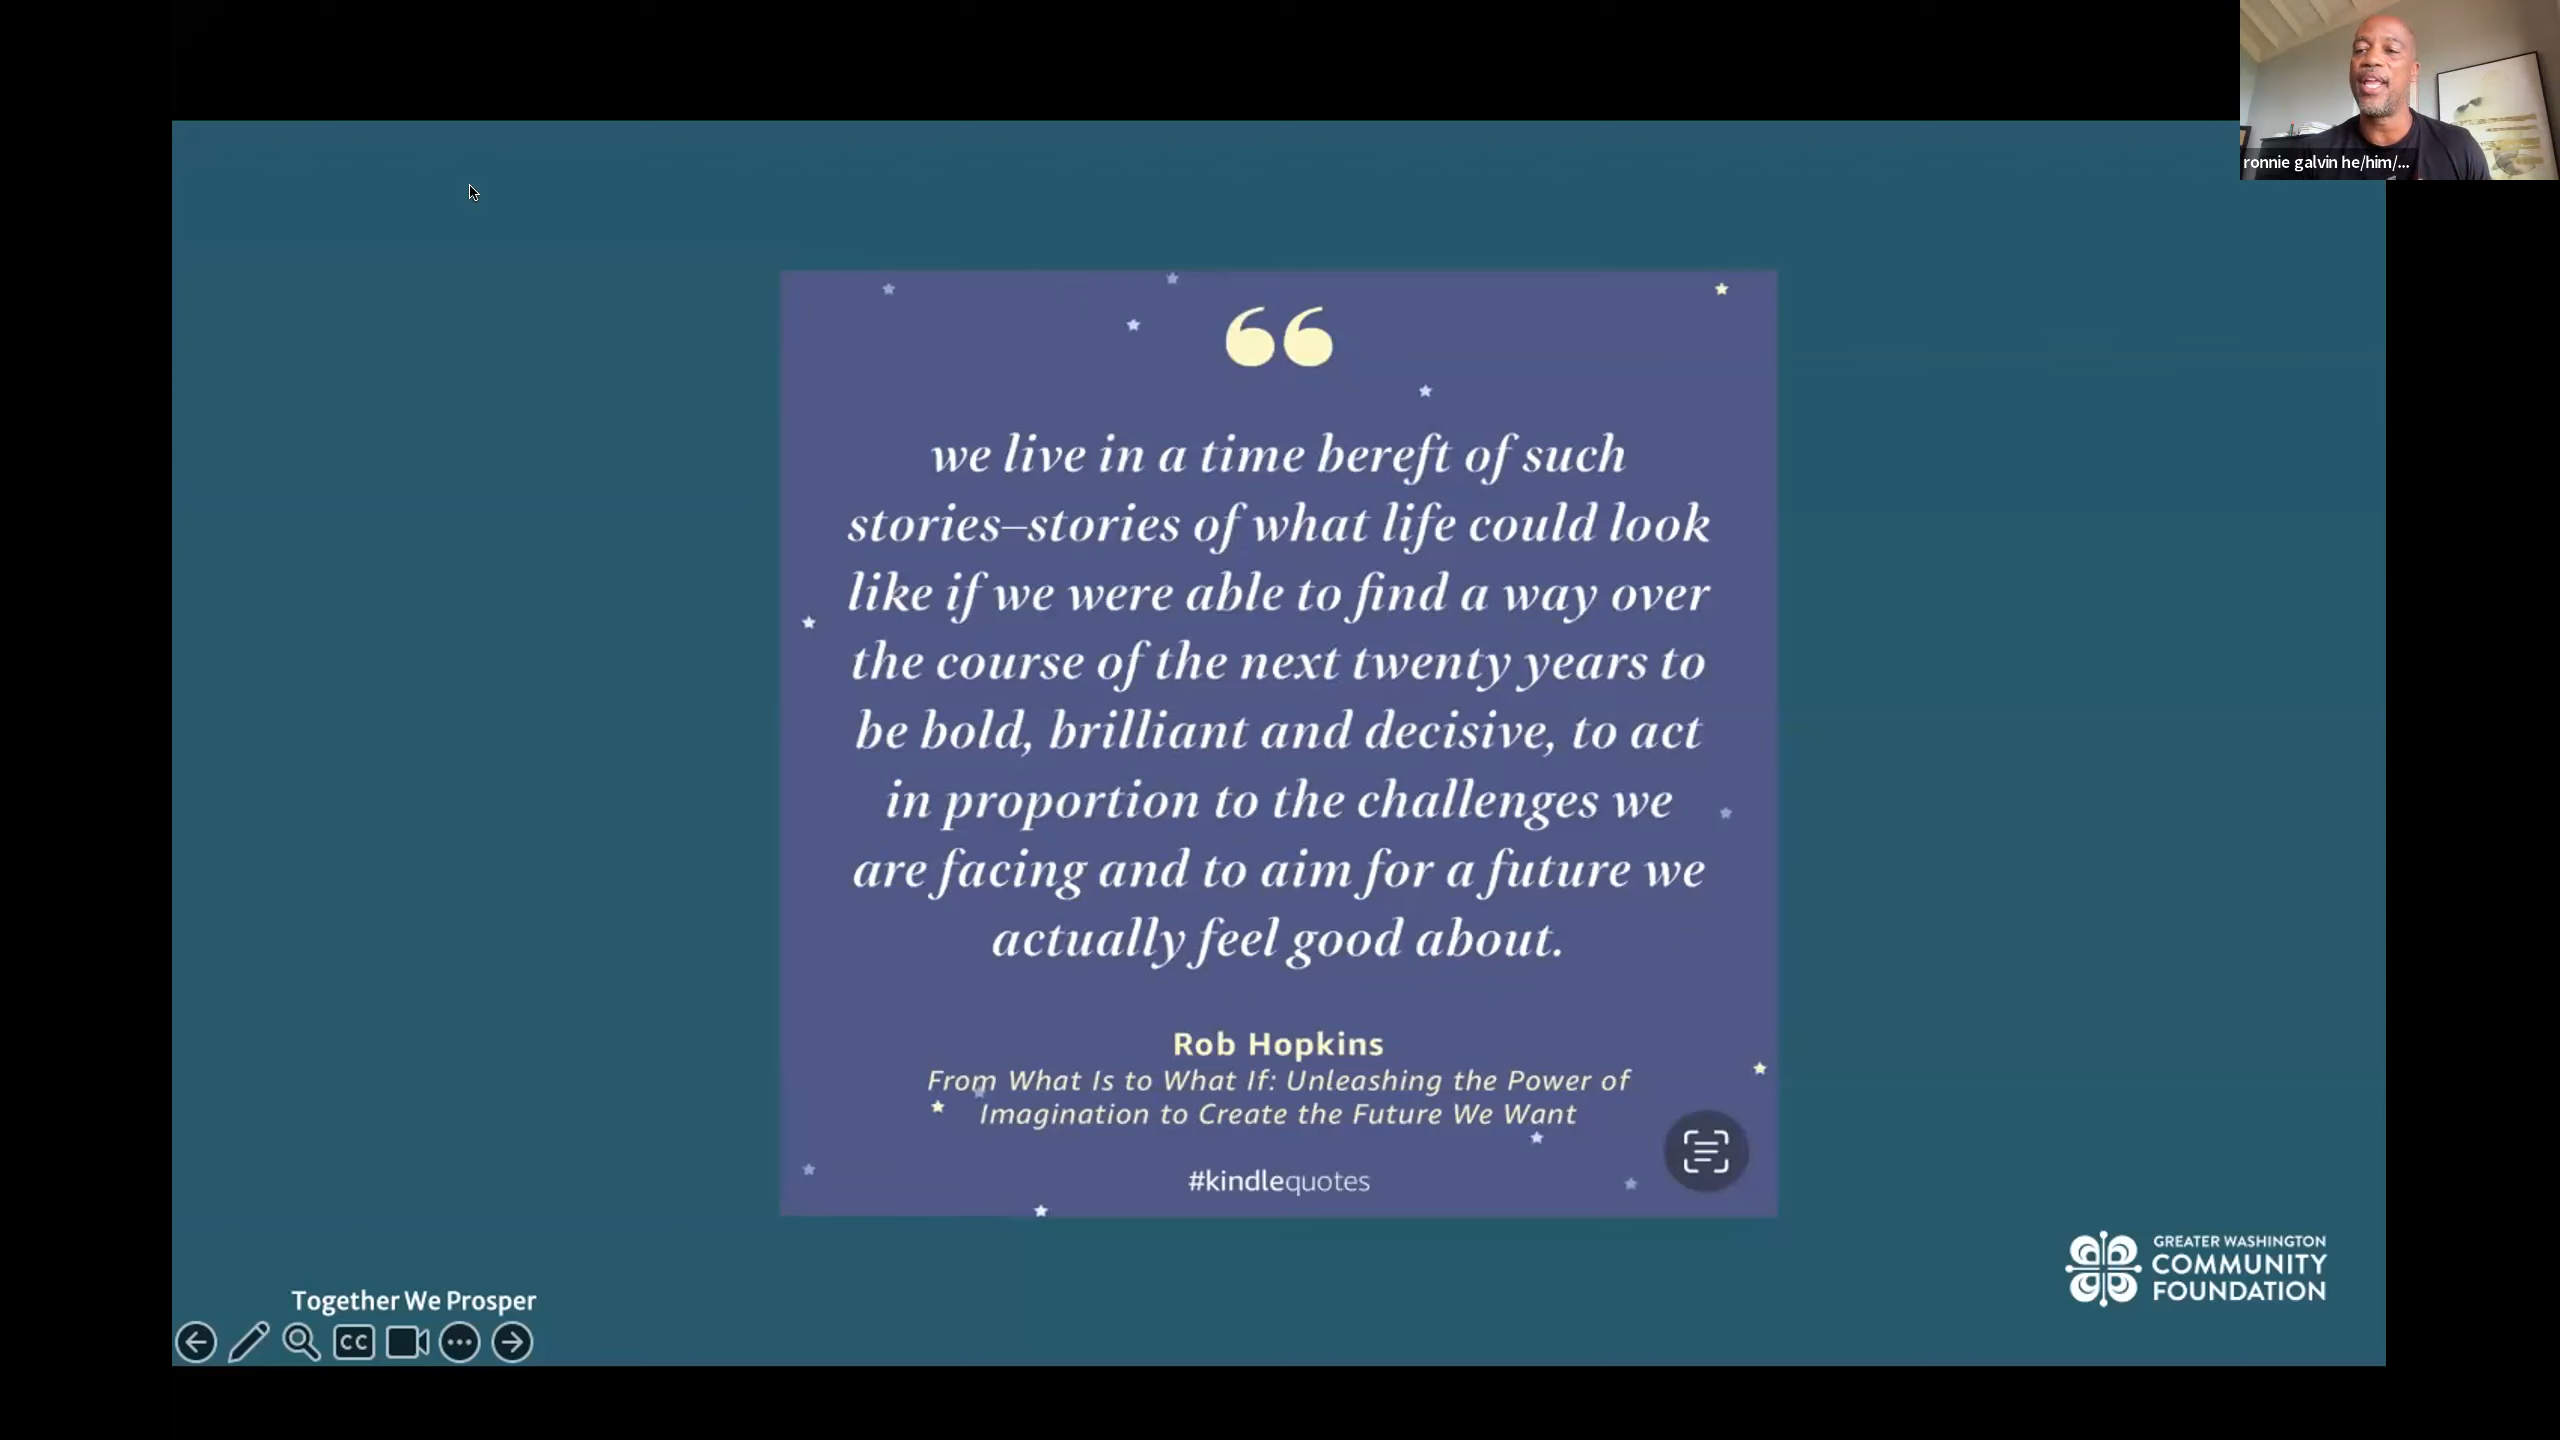 ronnie galvin he/him/...
“
we live in a time bereft of such
stories–stories of what life could look
like if we were able to find a way over
the course of the next twenty years to
be bold, brilliant and decisive, to act
in proportion to the challenges we
are facing and to aim for a future we
actually feel good about.
Rob Hopkins
From What Is to What If: Unleashing the Power of
Imagination to Create the Future We Want
#kindlequotes
GREATER WASHINGTON
COMMUNITY
FOUNDATION
Together We Prosper
CC